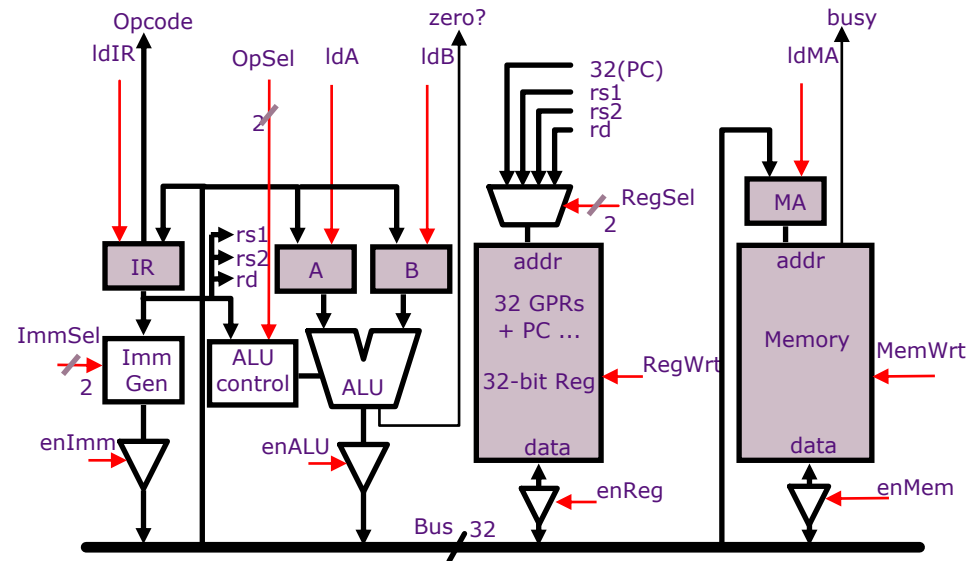 Opcode
zero?
busy
ldIR
OpSel
ldA
ldB
ldMA
32(PC)
rs1
rs2
rd
2
RegSel
2
MA
rs1
rs2
rd
IR
A
B
addr
addr
32 GPRs
+ PC ...
32-bit Reg
Memory
ImmSel
2
Imm
Gen
ALU
control
ALU
RegWrt
MemWrt
data
data
enImm
enALU
enReg
enMem
Bus
32